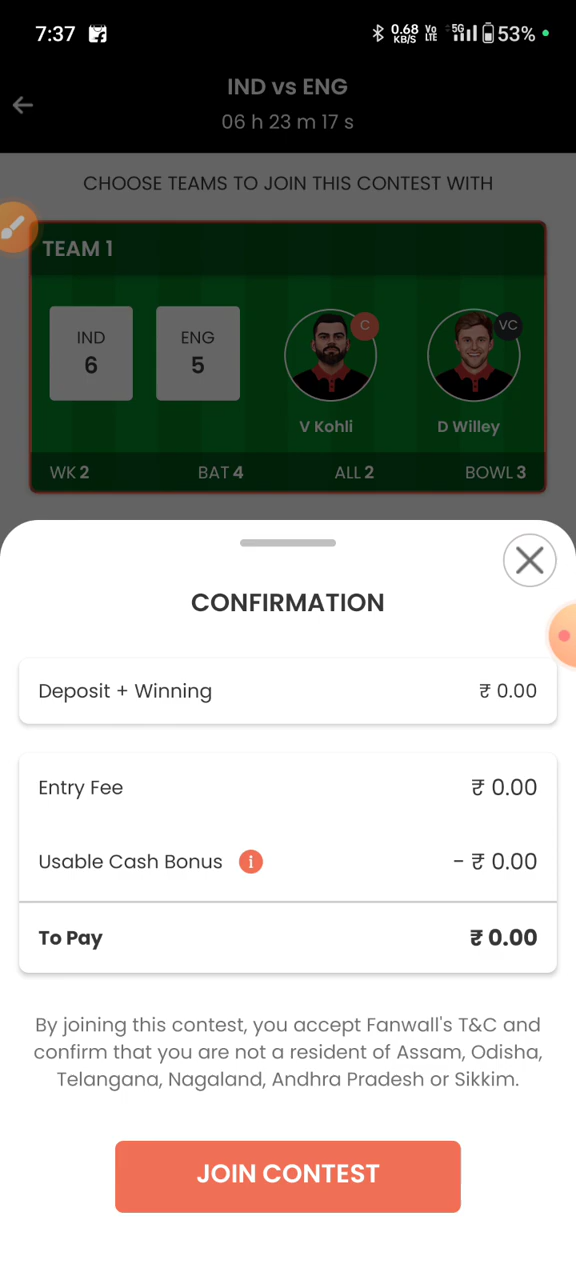 7:37 0.68 KB/S Vo LTE 5G 53%
IND vs ENG
06 h 23 m 17 s
CHOOSE TEAMS TO JOIN THIS CONTEST WITH
TEAM 1
IND ENG C VC
6 5
V Kohli D Willey
WK 2 BAT 4 ALL 2 BOWL 3
CONFIRMATION
Deposit + Winning ₹ 0.00
Entry Fee ₹ 0.00
Usable Cash Bonus i - ₹ 0.00
To Pay ₹ 0.00
By joining this contest, you accept Fanwall's T&C and
confirm that you are not a resident of Assam, Odisha,
Telangana, Nagaland, Andhra Pradesh or Sikkim.
JOIN CONTEST